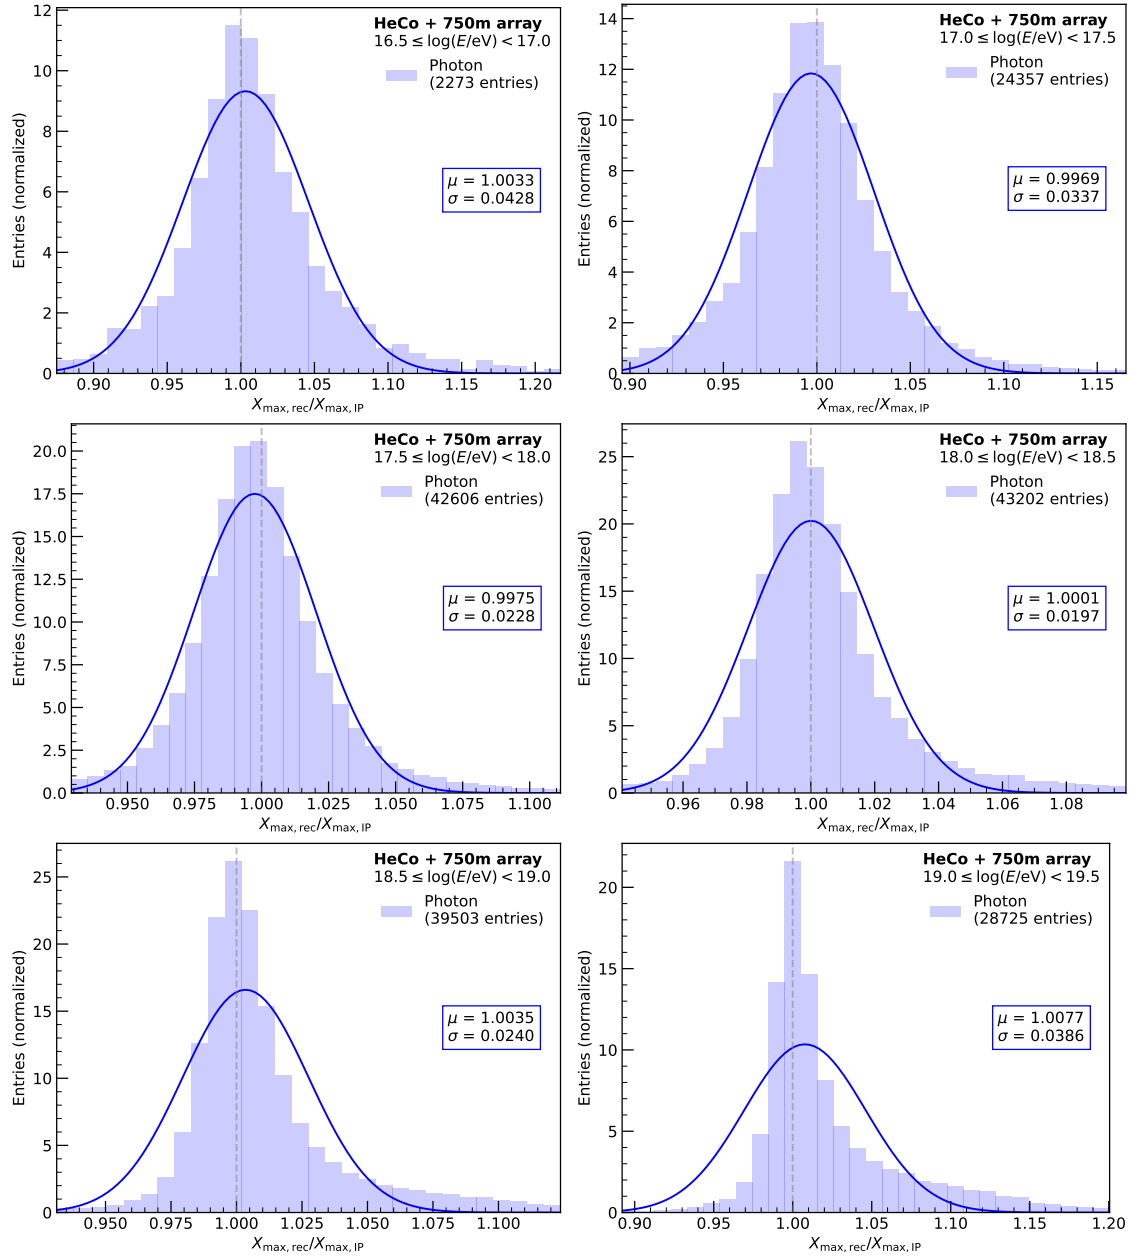 HeCo + 750m array
16.5 ≤ log(E/eV) < 17.0
Photon
(2273 entries)
μ = 1.0033
σ = 0.0428
Entries (normalized)
0
2
4
6
8
10
12
0.90
0.95
1.00
1.05
1.10
1.15
1.20
X_max, rec/X_max, IP
HeCo + 750m array
17.0 ≤ log(E/eV) < 17.5
Photon
(24357 entries)
μ = 0.9969
σ = 0.0337
Entries (normalized)
0
2
4
6
8
10
12
14
0.90
0.95
1.00
1.05
1.10
1.15
X_max, rec/X_max, IP
HeCo + 750m array
17.5 ≤ log(E/eV) < 18.0
Photon
(42606 entries)
μ = 0.9975
σ = 0.0228
Entries (normalized)
0.0
2.5
5.0
7.5
10.0
12.5
15.0
17.5
20.0
0.950
0.975
1.000
1.025
1.050
1.075
1.100
X_max, rec/X_max, IP
HeCo + 750m array
18.0 ≤ log(E/eV) < 18.5
Photon
(43202 entries)
μ = 1.0001
σ = 0.0197
Entries (normalized)
0
5
10
15
20
25
0.96
0.98
1.00
1.02
1.04
1.06
1.08
X_max, rec/X_max, IP
HeCo + 750m array
18.5 ≤ log(E/eV) < 19.0
Photon
(39503 entries)
μ = 1.0035
σ = 0.0240
Entries (normalized)
0
5
10
15
20
25
0.950
0.975
1.000
1.025
1.050
1.075
1.100
X_max, rec/X_max, IP
HeCo + 750m array
19.0 ≤ log(E/eV) < 19.5
Photon
(28725 entries)
μ = 1.0077
σ = 0.0386
Entries (normalized)
0
5
10
15
20
0.90
0.95
1.00
1.05
1.10
1.15
1.20
X_max, rec/X_max, IP